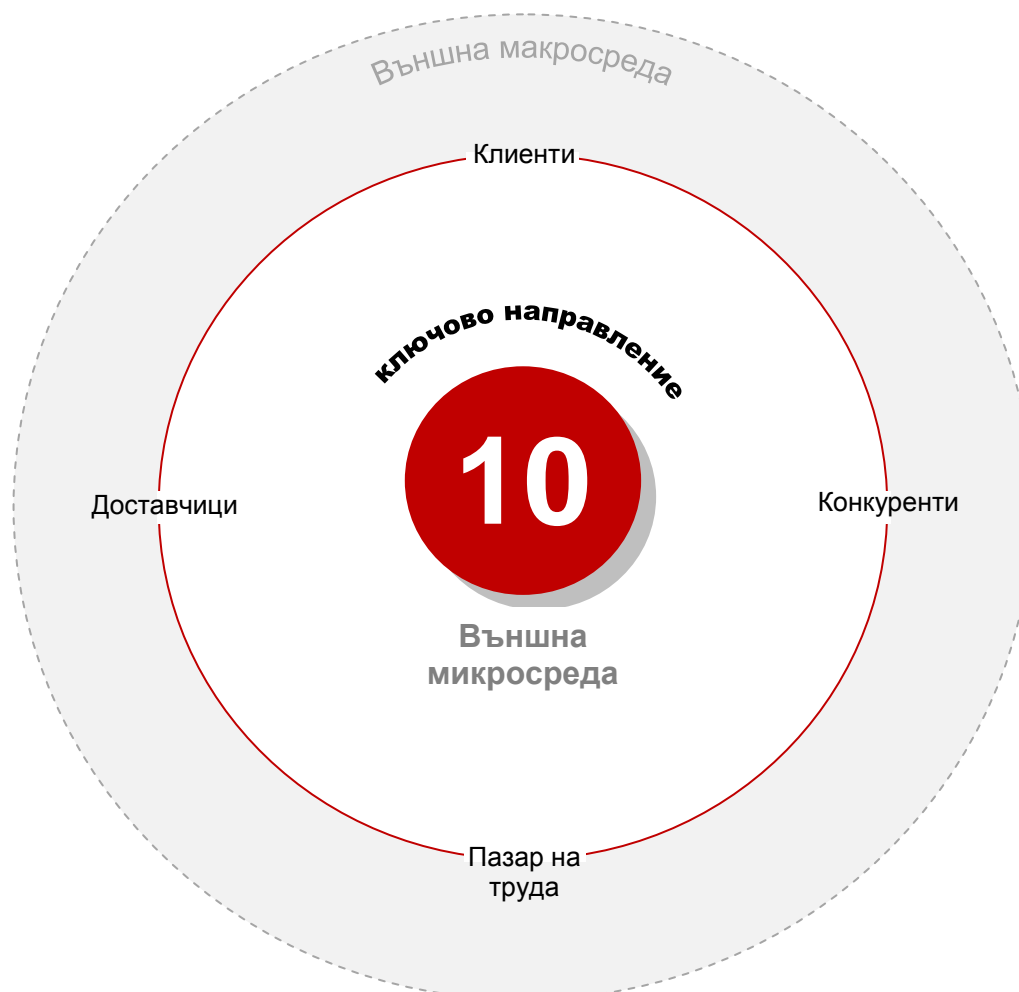 Външна макросреда
Клиенти
ключово направление
10
Доставчици
Конкуренти
Външна
микросреда
Пазар на
труда